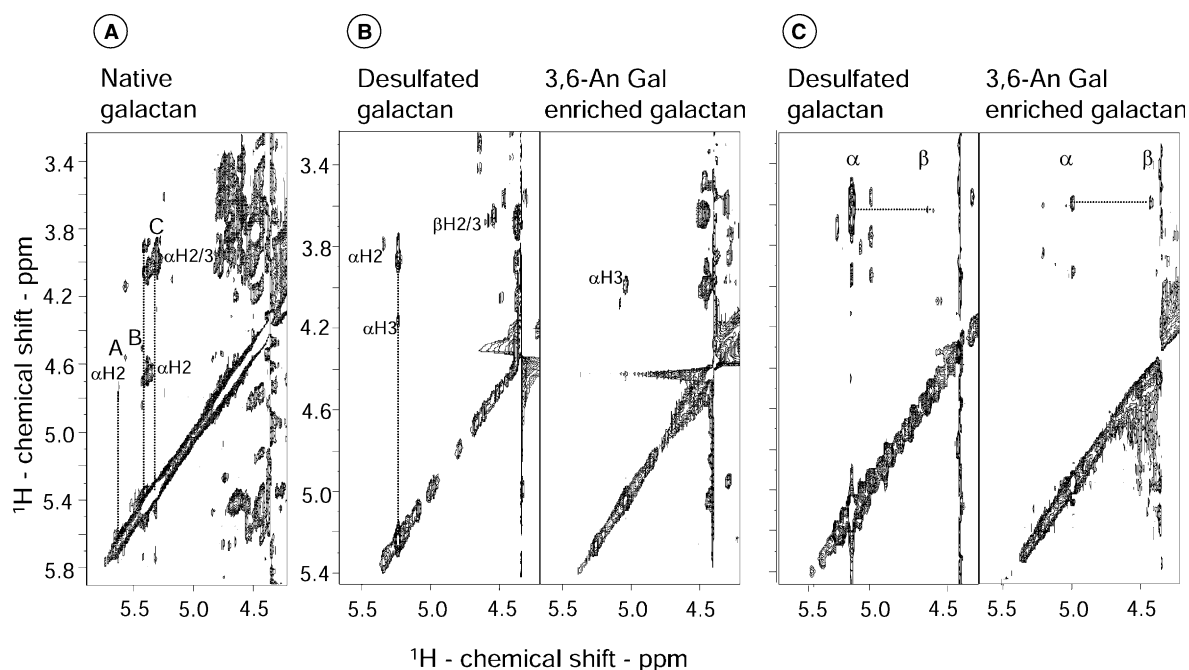 A
B
C
Native
galactan
Desulfated
galactan
3,6-An Gal
enriched galactan
Desulfated
galactan
3,6-An Gal
enriched galactan
¹H - chemical shift - ppm
3.4
3.8
4.2
4.6
5.0
5.4
5.8
C
αH2/3
B
A
αH2
αH2
5.5
5.0
4.5
3.4
3.8
4.2
4.6
5.0
5.4
βH2/3
αH2
αH3
αH3
5.5
5.0
4.5
5.0
4.5
α
β
α
β
5.5
5.0
4.5
5.5
5.0
4.5
¹H - chemical shift - ppm